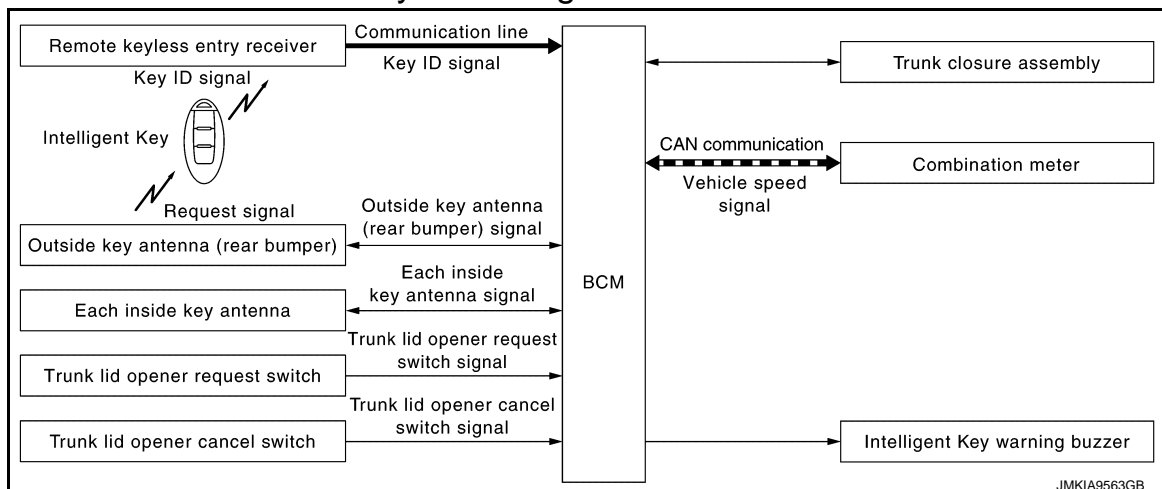 Remote keyless entry receiver
Communication line
Key ID signal
Key ID signal
Intelligent Key
Request signal
Outside key antenna (rear bumper)
Outside key antenna
(rear bumper) signal
Each inside key antenna
Each inside
key antenna signal
Trunk lid opener request switch
Trunk lid opener request
switch signal
Trunk lid opener cancel switch
Trunk lid opener cancel
switch signal
BCM
Trunk closure assembly
CAN communication
Vehicle speed
signal
Combination meter
Intelligent Key warning buzzer
JMKIA9563GB